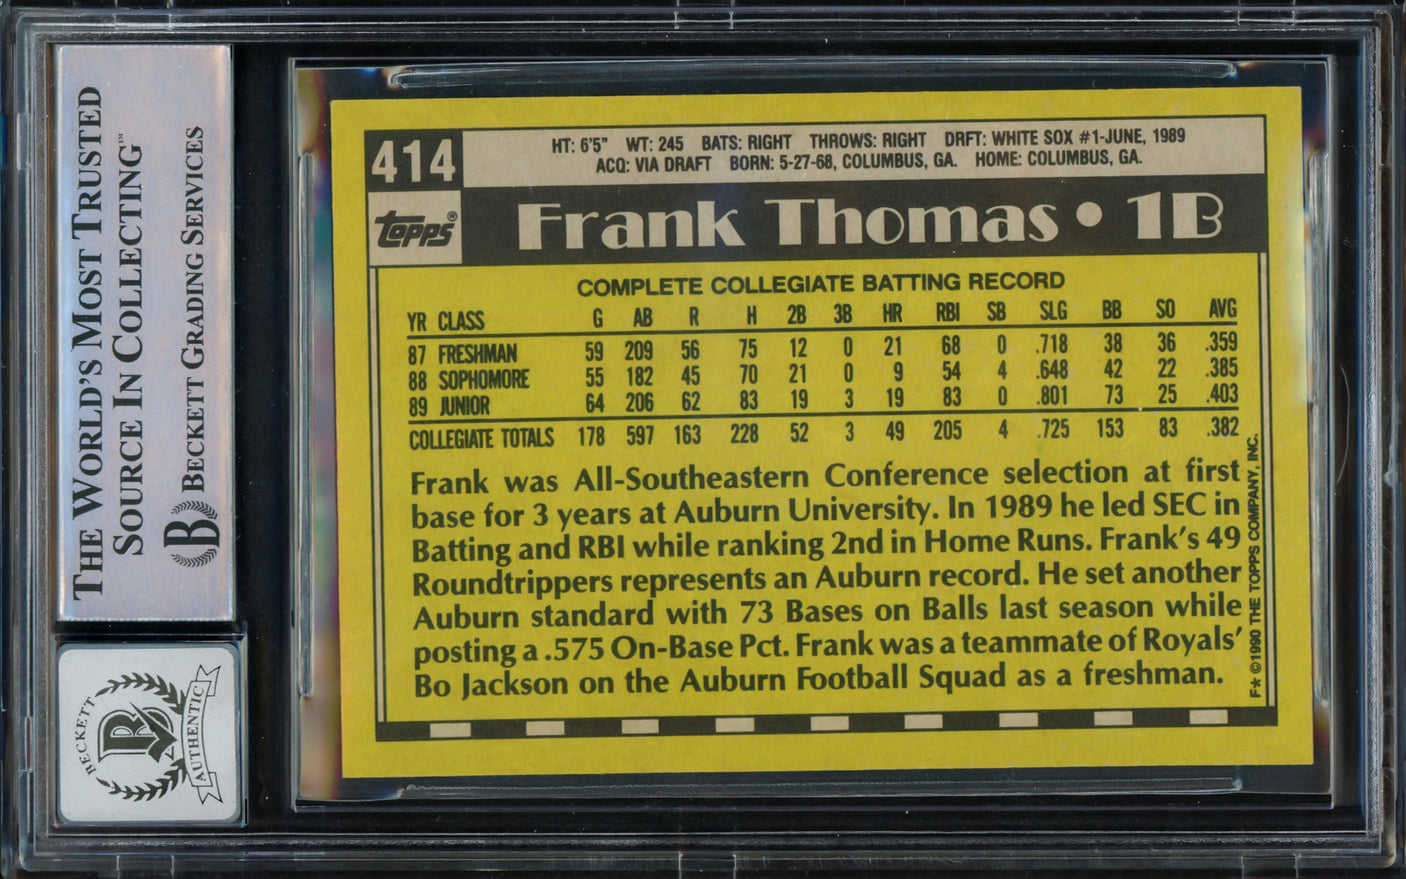 THE WORLD'S MOST TRUSTED
SOURCE IN COLLECTING™
BECKETT GRADING SERVICES
B
BECKETT
AUTHENTIC
414
HT: 6'5" WT: 245 BATS: RIGHT THROWS: RIGHT DRFT: WHITE SOX #1-JUNE, 1989
ACQ: VIA DRAFT BORN: 5-27-68, COLUMBUS, GA. HOME: COLUMBUS, GA.
topps®
Frank Thomas • 1B
COMPLETE COLLEGIATE BATTING RECORD
YR CLASS G AB R H 2B 3B HR RBI SB SLG BB SO AVG
87 FRESHMAN 59 209 56 75 12 0 21 68 0 .718 38 36 .359
88 SOPHOMORE 55 182 45 70 21 0 9 54 4 .648 42 22 .385
89 JUNIOR 64 206 62 83 19 3 19 83 0 .801 73 25 .403
COLLEGIATE TOTALS 178 597 163 228 52 3 49 205 4 .725 153 83 .382
Frank was All-Southeastern Conference selection at first
base for 3 years at Auburn University. In 1989 he led SEC in
Batting and RBI while ranking 2nd in Home Runs. Frank's 49
Roundtrippers represents an Auburn record. He set another
Auburn standard with 73 Bases on Balls last season while
posting a .575 On-Base Pct. Frank was a teammate of Royals'
Bo Jackson on the Auburn Football Squad as a freshman.
F* ©1990 THE TOPPS COMPANY, INC.